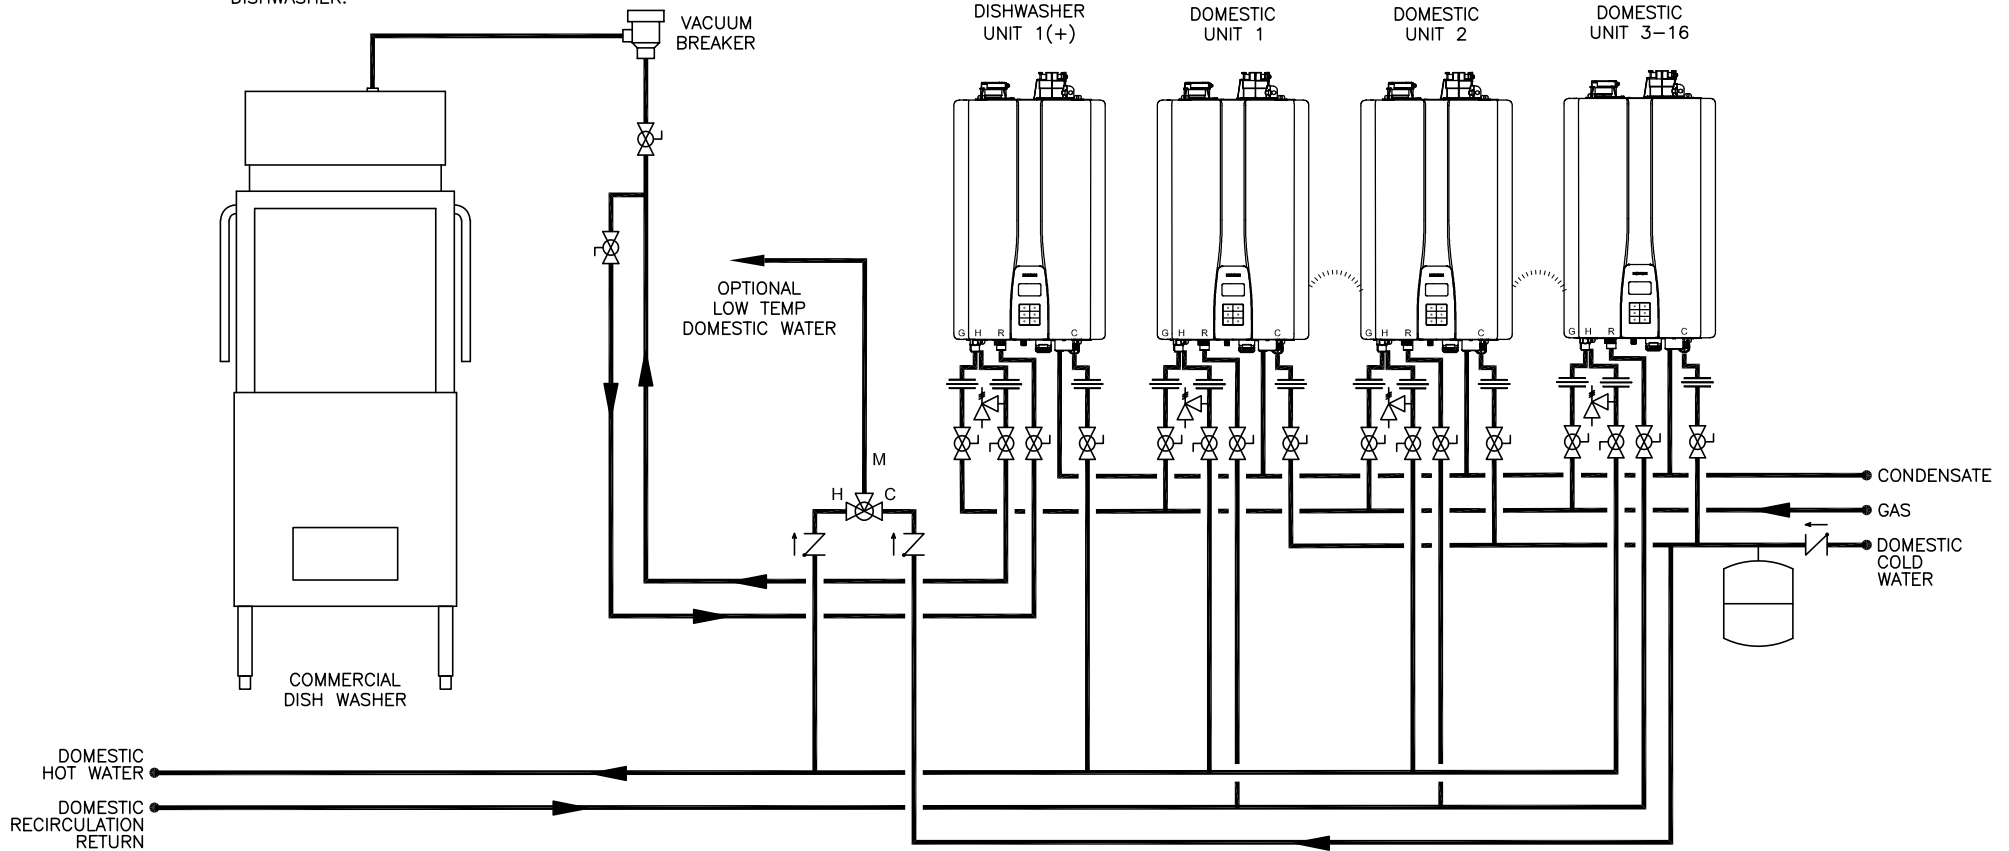 DISHWASHER.
VACUUM
BREAKER
DISHWASHER
UNIT 1(+)
DOMESTIC
UNIT 1
DOMESTIC
UNIT 2
DOMESTIC
UNIT 3-16
OPTIONAL
LOW TEMP
DOMESTIC WATER
G H R C
G H R C
G H R C
G H R C
M
H C
CONDENSATE
GAS
DOMESTIC
COLD
WATER
COMMERCIAL
DISH WASHER
DOMESTIC
HOT WATER
DOMESTIC
RECIRCULATION
RETURN